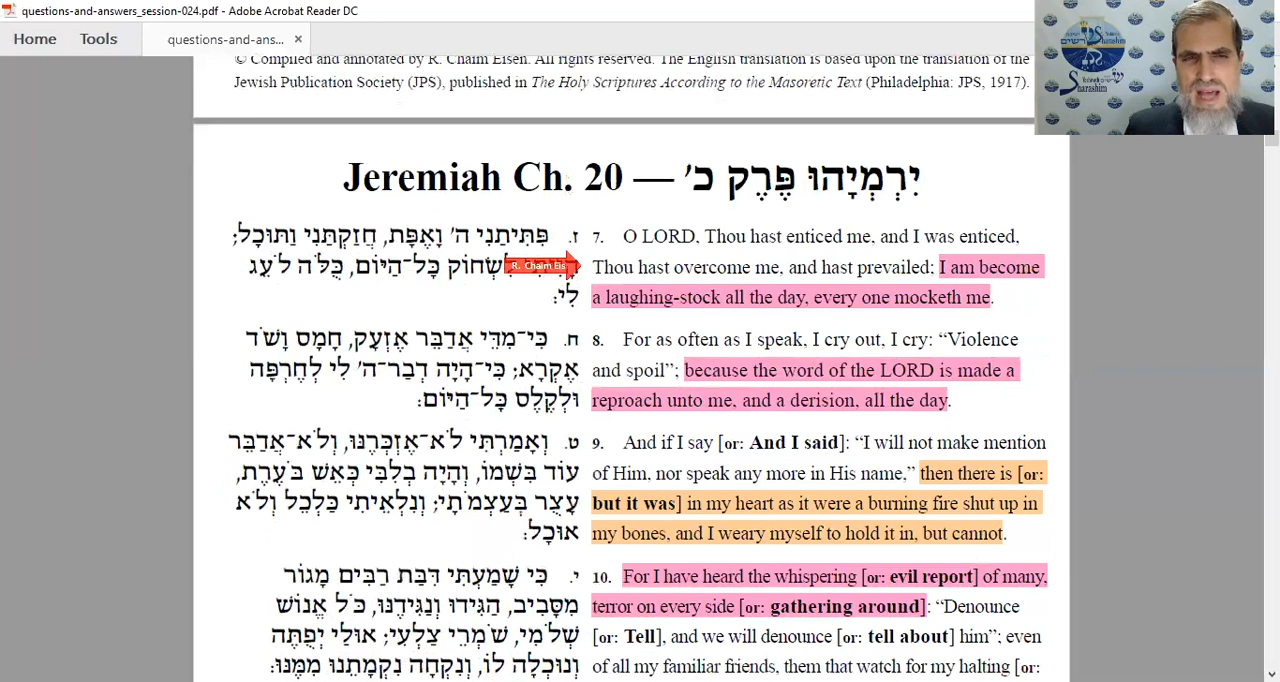 questions-and-answers_session-024.pdf - Adobe Acrobat Reader DC
Home Tools questions-and-ans... ×
© Compiled and annotated by R. Chaim Eisen. All rights reserved. The English translation is based upon the translation of the
Jewish Publication Society (JPS), published in The Holy Scriptures According to the Masoretic Text (Philadelphia: JPS, 1917).
שרשים
Sharashim
Jeremiah Ch. 20 — יִרְמְיָהוּ פֶּרֶק כ׳
ז. פִּתִּיתַנִי ה׳ וָאֶפָּת, חֲזַקְתַּנִי וַתּוּכָל;
לִשְׂחוֹק כָּל־הַיּוֹם, כֻּלֹּה לֹעֵג
לִי:
R. Chaim Eis
7. O LORD, Thou hast enticed me, and I was enticed,
Thou hast overcome me, and hast prevailed; I am become
a laughing-stock all the day, every one mocketh me.
ח. כִּי־מִדֵּי אֲדַבֵּר אֶזְעָק, חָמָס וָשֹׁד
אֶקְרָא; כִּי־הָיָה דְבַר־ה׳ לִי לְחֶרְפָּה
וּלְקֶלֶס כָּל־הַיּוֹם:
8. For as often as I speak, I cry out, I cry: “Violence
and spoil”; because the word of the LORD is made a
reproach unto me, and a derision, all the day.
ט. וְאָמַרְתִּי לֹא־אֶזְכְּרֶנּוּ, וְלֹא־אֲדַבֵּר
עוֹד בִּשְׁמוֹ, וְהָיָה בְלִבִּי כְּאֵשׁ בֹּעֶרֶת,
עָצֻר בְּעַצְמֹתָי; וְנִלְאֵיתִי כַּלְכֵל וְלֹא
אוּכָל:
9. And if I say [or: And I said]: “I will not make mention
of Him, nor speak any more in His name,” then there is [or:
but it was] in my heart as it were a burning fire shut up in
my bones, and I weary myself to hold it in, but cannot.
י. כִּי שָׁמַעְתִּי דִּבַּת רַבִּים מָגוֹר
מִסָּבִיב, הַגִּידוּ וְנַגִּידֶנּוּ, כֹּל אֱנוֹשׁ
שְׁלֹמִי, שֹׁמְרֵי צַלְעִי; אוּלַי יְפֻתֶּה
וְנוּכְלָה לוֹ, וְנִקְחָה נִקְמָתֵנוּ מִמֶּנּוּ:
10. For I have heard the whispering [or: evil report] of many,
terror on every side [or: gathering around]: “Denounce
[or: Tell], and we will denounce [or: tell about] him”; even
of all my familiar friends, them that watch for my halting [or: